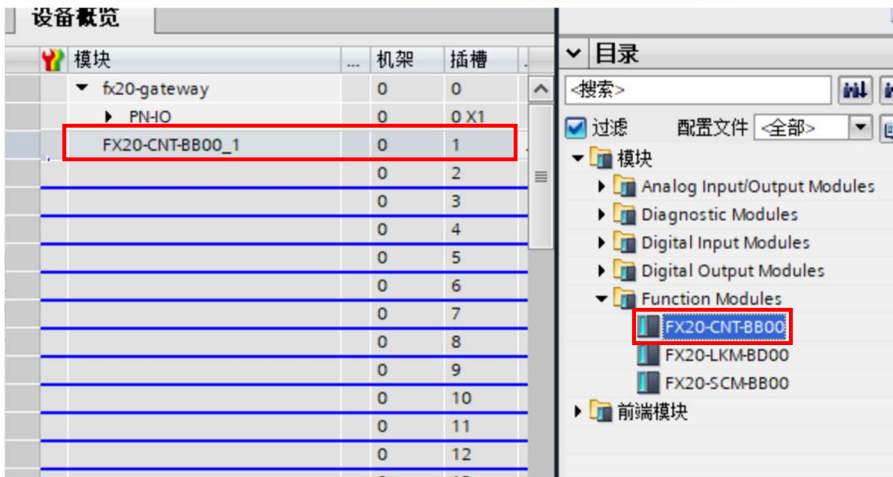 设备概览
模块 ... 机架 插槽 .
fx20-gateway 0 0
PN-IO 0 0 X1
FX20-CNT-BB00_1 0 1
0 2
0 3
0 4
0 5
0 6
0 7
0 8
0 9
0 10
0 11
0 12
目录
<搜索>
过滤 配置文件 <全部>
模块
Analog Input/Output Modules
Diagnostic Modules
Digital Input Modules
Digital Output Modules
Function Modules
FX20-CNT-BB00
FX20-LKM-BD00
FX20-SCM-BB00
前端模块